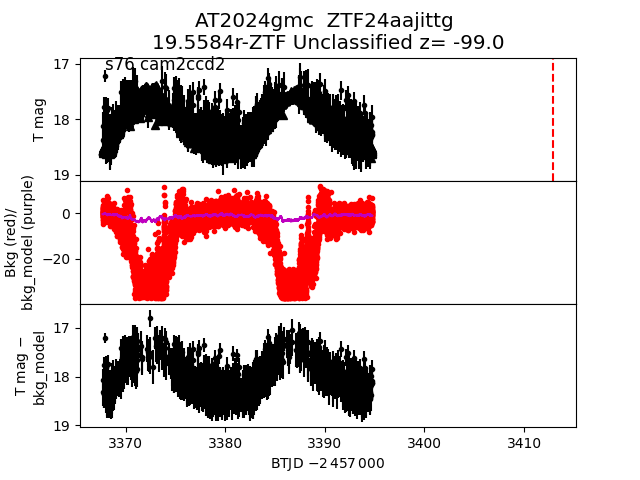 AT2024gmc  ZTF24aajittg
19.5584r-ZTF Unclassified z= -99.0
s76 cam2ccd2
17
18
19
T mag
0
−20
Bkg (red)/
bkg_model (purple)
17
18
19
T mag −
bkg_model
3370
3380
3390
3400
3410
BTJD −2 457 000